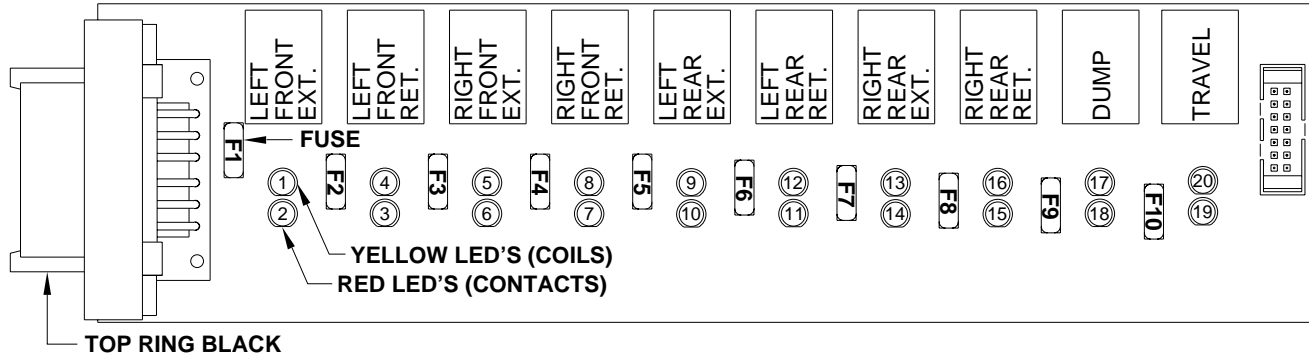 LEFT
FRONT
EXT.
LEFT
FRONT
RET.
RIGHT
FRONT
EXT.
RIGHT
FRONT
RET.
LEFT
REAR
EXT.
LEFT
REAR
RET.
RIGHT
REAR
EXT.
RIGHT
REAR
RET.
DUMP
TRAVEL
F1
FUSE
F2
F3
F4
F5
F6
F7
F8
F9
F10
1 4 5 8 9 12 13 16 17 20
2 3 6 7 10 11 14 15 18 19
YELLOW LED'S (COILS)
RED LED'S (CONTACTS)
TOP RING BLACK